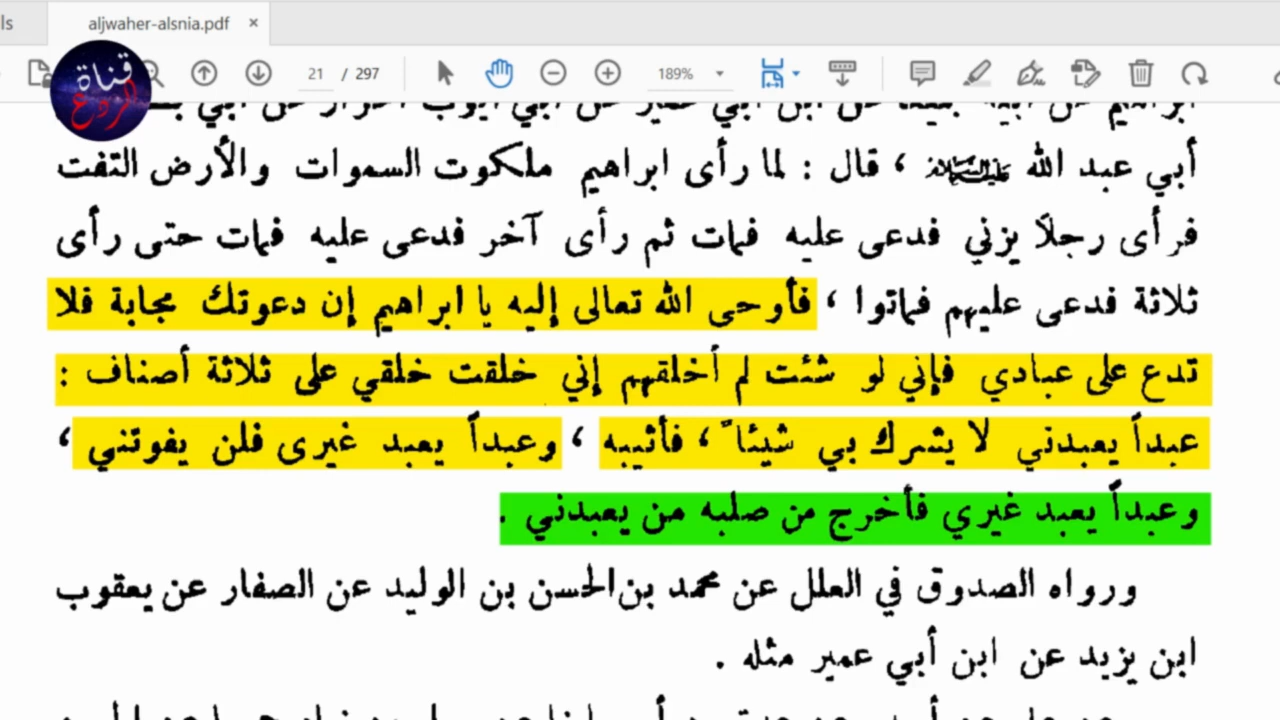 ls
aljwaher-alsnia.pdf ×
قناة
الردع
21 / 297
189%
أبي عبد الله عليه السلام ، قال : لما رأى ابراهيم ملكوت السموات والأرض التفت
فرأى رجلاً يزني فدعى عليه فمات ثم رأى آخر فدعى عليه فمات حتى رأى
ثلاثة فدعى عليهم فماتوا ، فأوحى الله تعالى إليه يا ابراهيم إن دعوتك مجابة فلا
تدع على عبادي فإني لو شئت لم أخلقهم إني خلقت خلقي على ثلاثة أصناف :
عبداً يعبدني لا يشرك بي شيئاً ، فأثيبه ، وعبداً يعبد غيرى فلن يفوتني ،
وعبداً يعبد غيري فأخرج من صلبه من يعبدني .
ورواه الصدوق في العلل عن محمد بن الحسن بن الوليد عن الصفار عن يعقوب
ابن يزيد عن ابن أبي عمير مثله .